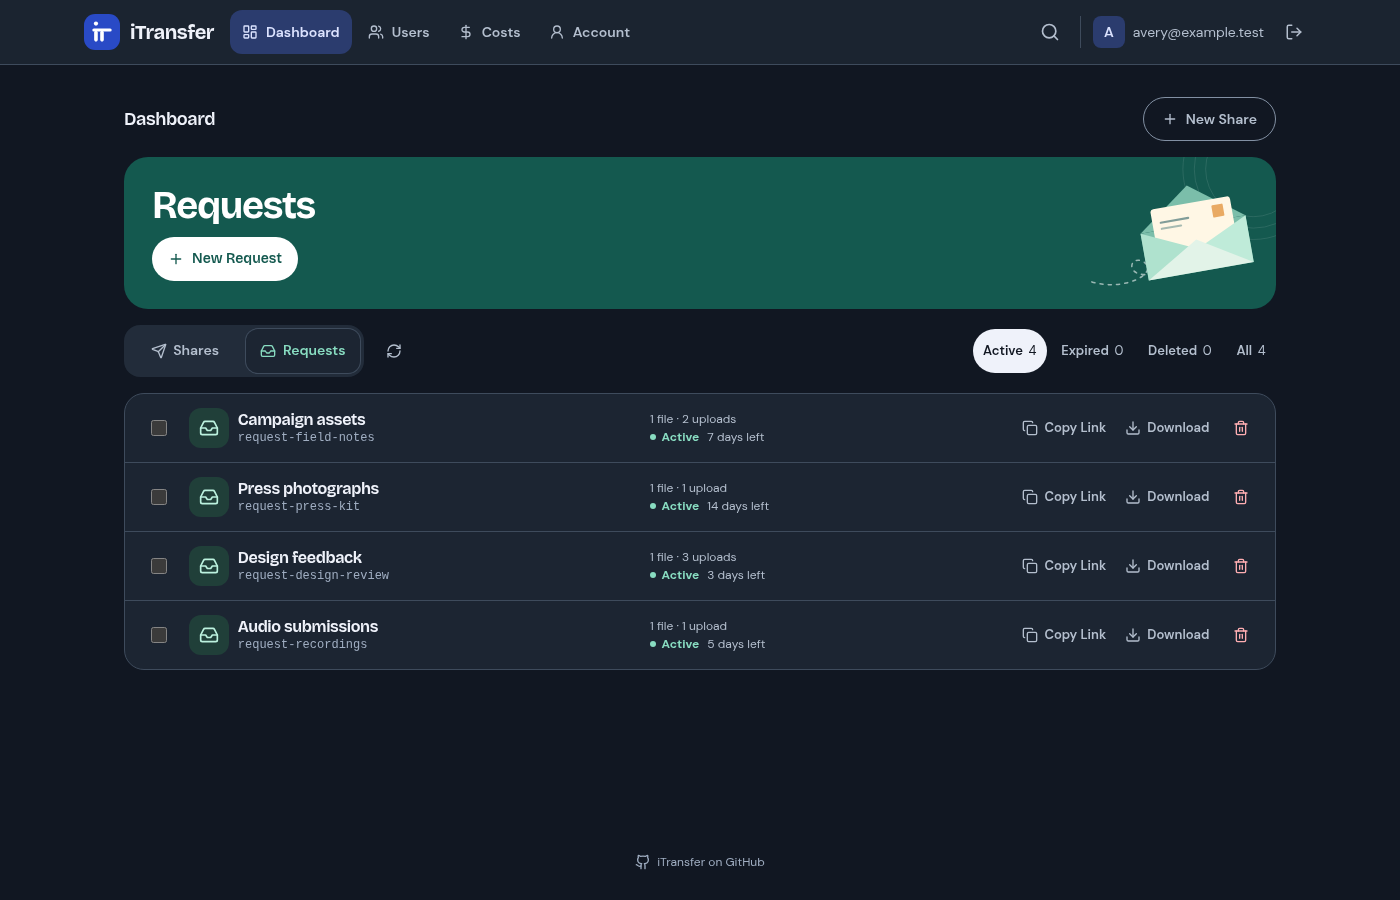 iTransfer
Dashboard
Users
Costs
Account
A
avery@example.test
Dashboard
New Share
Requests
New Request
Shares
Requests
Active 4
Expired 0
Deleted 0
All 4
Campaign assets
request-field-notes
1 file · 2 uploads
Active 7 days left
Copy Link
Download
Press photographs
request-press-kit
1 file · 1 upload
Active 14 days left
Copy Link
Download
Design feedback
request-design-review
1 file · 3 uploads
Active 3 days left
Copy Link
Download
Audio submissions
request-recordings
1 file · 1 upload
Active 5 days left
Copy Link
Download
iTransfer on GitHub